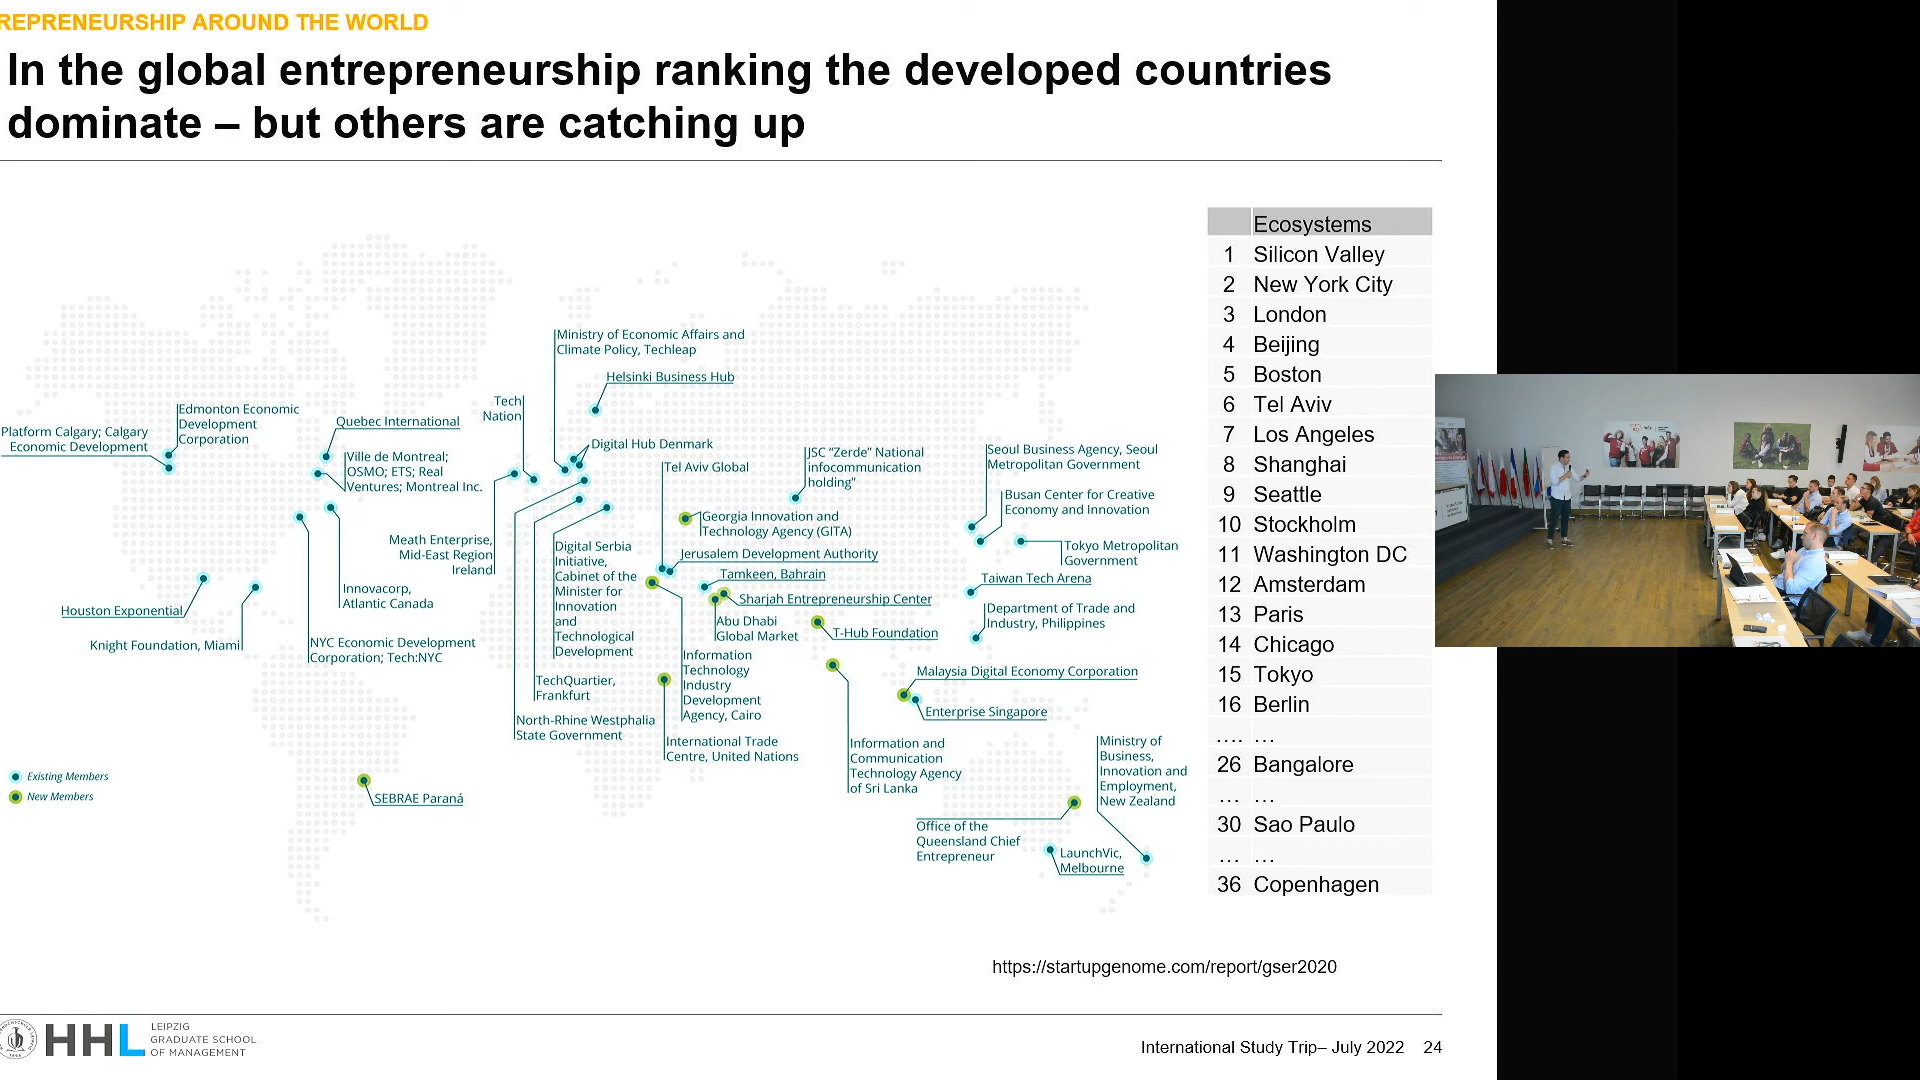 REPRENEURSHIP AROUND THE WORLD
In the global entrepreneurship ranking the developed countries
dominate – but others are catching up
Ministry of Economic Affairs and
Climate Policy, Techleap
Helsinki Business Hub
Tech
Nation
Edmonton Economic
Development
Corporation
Platform Calgary; Calgary
Economic Development
Quebec International
Ville de Montreal;
OSMO; ETS; Real
Ventures; Montreal Inc.
Digital Hub Denmark
Tel Aviv Global
JSC “Zerde” National
infocommunication
holding”
Seoul Business Agency, Seoul
Metropolitan Government
Busan Center for Creative
Economy and Innovation
Georgia Innovation and
Technology Agency (GITA)
Meath Enterprise,
Mid-East Region
Ireland
Digital Serbia
Initiative,
Cabinet of the
Minister for
Innovation
and
Technological
Development
Jerusalem Development Authority
Tokyo Metropolitan
Government
Tamkeen, Bahrain
Taiwan Tech Arena
Innovacorp,
Atlantic Canada
Sharjah Entrepreneurship Center
Houston Exponential
Department of Trade and
Industry, Philippines
Abu Dhabi
Global Market
T-Hub Foundation
Knight Foundation, Miami
NYC Economic Development
Corporation; Tech:NYC
Information
Technology
Industry
Development
Agency, Cairo
Malaysia Digital Economy Corporation
TechQuartier,
Frankfurt
Enterprise Singapore
North-Rhine Westphalia
State Government
International Trade
Centre, United Nations
Information and
Communication
Technology Agency
of Sri Lanka
Ministry of
Business,
Innovation and
Employment,
New Zealand
Existing Members
New Members
SEBRAE Paraná
Office of the
Queensland Chief
Entrepreneur
LaunchVic,
Melbourne
Ecosystems
1 Silicon Valley
2 New York City
3 London
4 Beijing
5 Boston
6 Tel Aviv
7 Los Angeles
8 Shanghai
9 Seattle
10 Stockholm
11 Washington DC
12 Amsterdam
13 Paris
14 Chicago
15 Tokyo
16 Berlin
.... ...
26 Bangalore
... ...
30 Sao Paulo
... ...
36 Copenhagen
https://startupgenome.com/report/gser2020
HHL
LEIPZIG
GRADUATE SCHOOL
OF MANAGEMENT
International Study Trip– July 2022 24